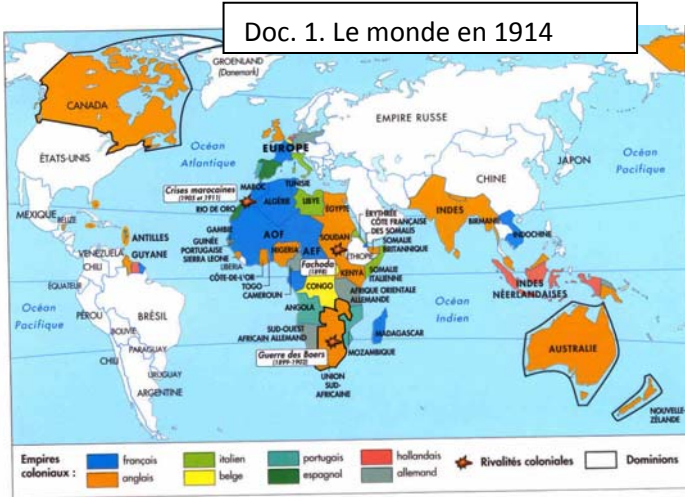 Doc. 1. Le monde en 1914
GROENLAND
(Danemark)
CANADA
ÉTATS-UNIS
Océan
Atlantique
EUROPE
EMPIRE RUSSE
JAPON
Océan
Pacifique
CHINE
MEXIQUE
BELIZE
ANTILLES
GUYANE
VENEZUELA
CHILI
ÉQUATEUR
Océan
Pacifique
PÉROU
BRÉSIL
BOLIVIE
PARAGUAY
CHILI
URUGUAY
ARGENTINE
Crises marocaines
(1905 et 1911)
MAROC
TUNISIE
ALGÉRIE
LIBYE
ÉGYPTE
RIO DE ORO
AOF
GAMBIE
GUINÉE
PORTUGAISE
SIERRA LEONE
LIBERIA
CÔTE-DE-L'OR
TOGO
CAMEROUN
NIGERIA
AEF
SOUDAN
Fachoda
(1898)
ÉRYTHRÉE
CÔTE FRANÇAISE
DES SOMALIS
SOMALIE
BRITANNIQUE
ÉTHIOPIE
SOMALIE
ITALIENNE
KENYA
CONGO
AFRIQUE ORIENTALE
ALLEMANDE
ANGOLA
SUD-OUEST
AFRICAIN ALLEMAND
Guerre des Boers
(1899-1902)
MOZAMBIQUE
MADAGASCAR
UNION
SUD-
AFRICAINE
INDES
BIRMANIE
INDOCHINE
INDES
NÉERLANDAISES
Océan
Indien
AUSTRALIE
NOUVELLE-
ZÉLANDE
Empires
coloniaux :
français
anglais
italien
belge
portugais
espagnol
hollandais
allemand
Rivalités coloniales
Dominions